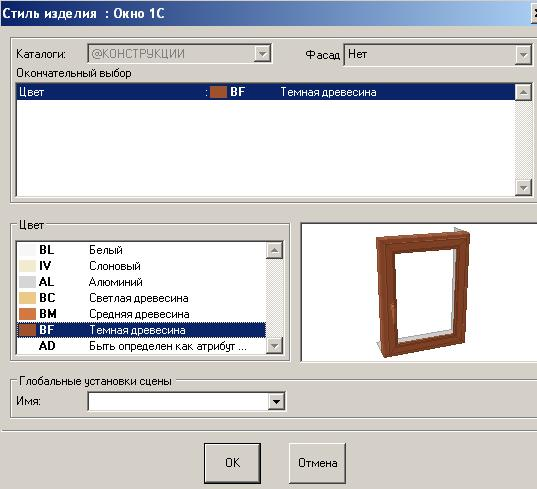 Стиль изделия : Окно 1С
Каталоги: @КОНСТРУКЦИИ Фасад Нет
Окончательный выбор
Цвет : BF Темная древесина
Цвет
BL Белый
IV Слоновый
AL Алюминий
BC Светлая древесина
BM Средняя древесина
BF Темная древесина
AD Быть определен как атрибут ...
Глобальные установки сцены
Имя:
OK Отмена